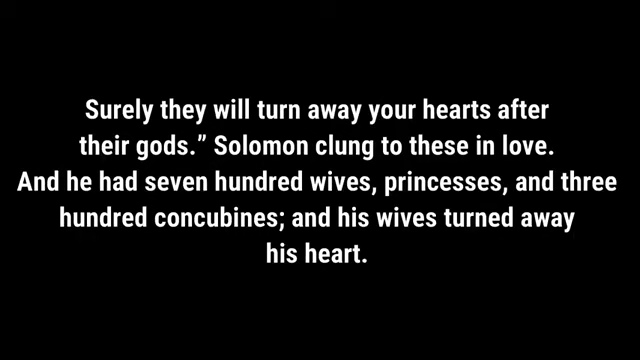 Surely they will turn away your hearts after
their gods.” Solomon clung to these in love.
And he had seven hundred wives, princesses, and three
hundred concubines; and his wives turned away
his heart.